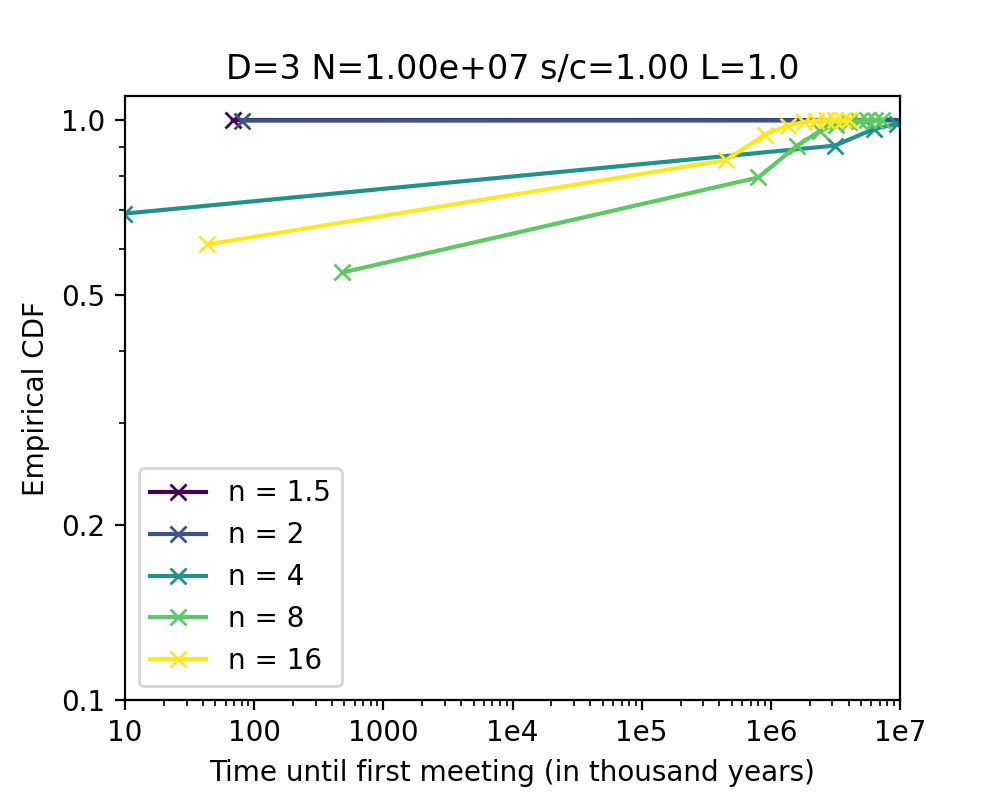 D=3 N=1.00e+07 s/c=1.00 L=1.0
1.0
0.5
0.2
0.1
Empirical CDF
n = 1.5
n = 2
n = 4
n = 8
n = 16
10 100 1000 1e4 1e5 1e6 1e7
Time until first meeting (in thousand years)